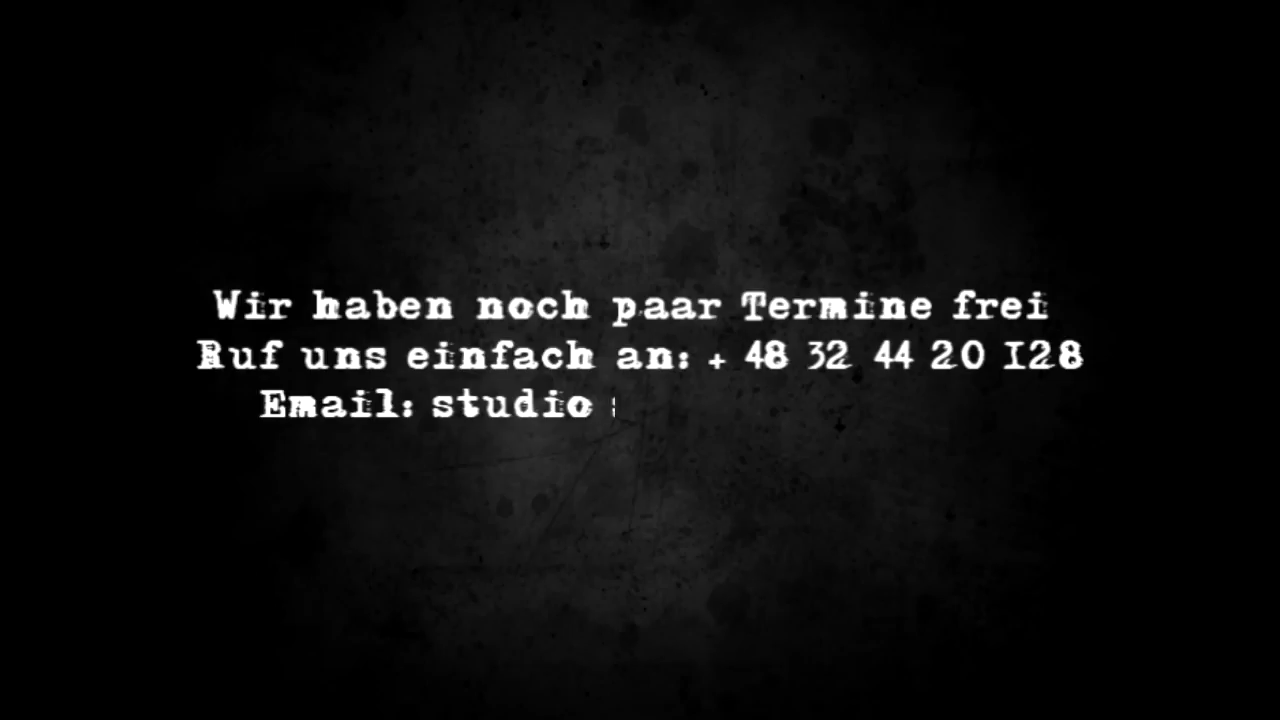 Wir haben noch paar Termine frei
Ruf uns einfach an: + 48 32 44 20 128
Email: studio